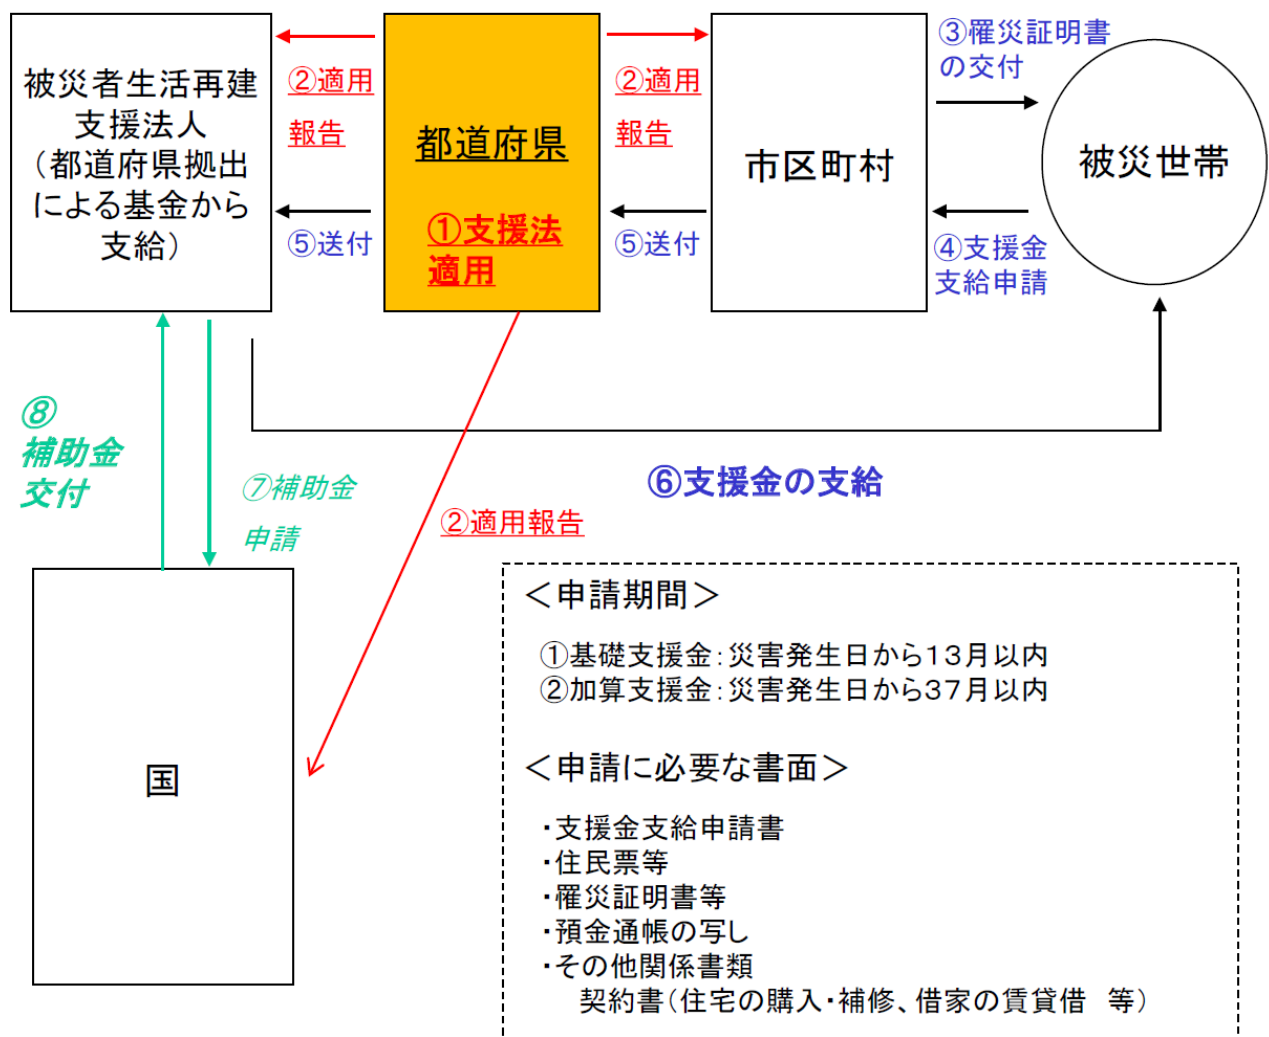 被災者生活再建
支援法人
（都道府県拠出
による基金から
支給）
②適用
報告
⑤送付
都道府県
①支援法
適用
②適用
報告
⑤送付
市区町村
③罹災証明書
の交付
④支援金
支給申請
被災世帯
⑧
補助金
交付
⑦補助金
申請
②適用報告
⑥支援金の支給
国
＜申請期間＞
①基礎支援金：災害発生日から１３月以内
②加算支援金：災害発生日から３７月以内
＜申請に必要な書面＞
・支援金支給申請書
・住民票等
・罹災証明書等
・預金通帳の写し
・その他関係書類
契約書（住宅の購入・補修、借家の賃貸借　等）